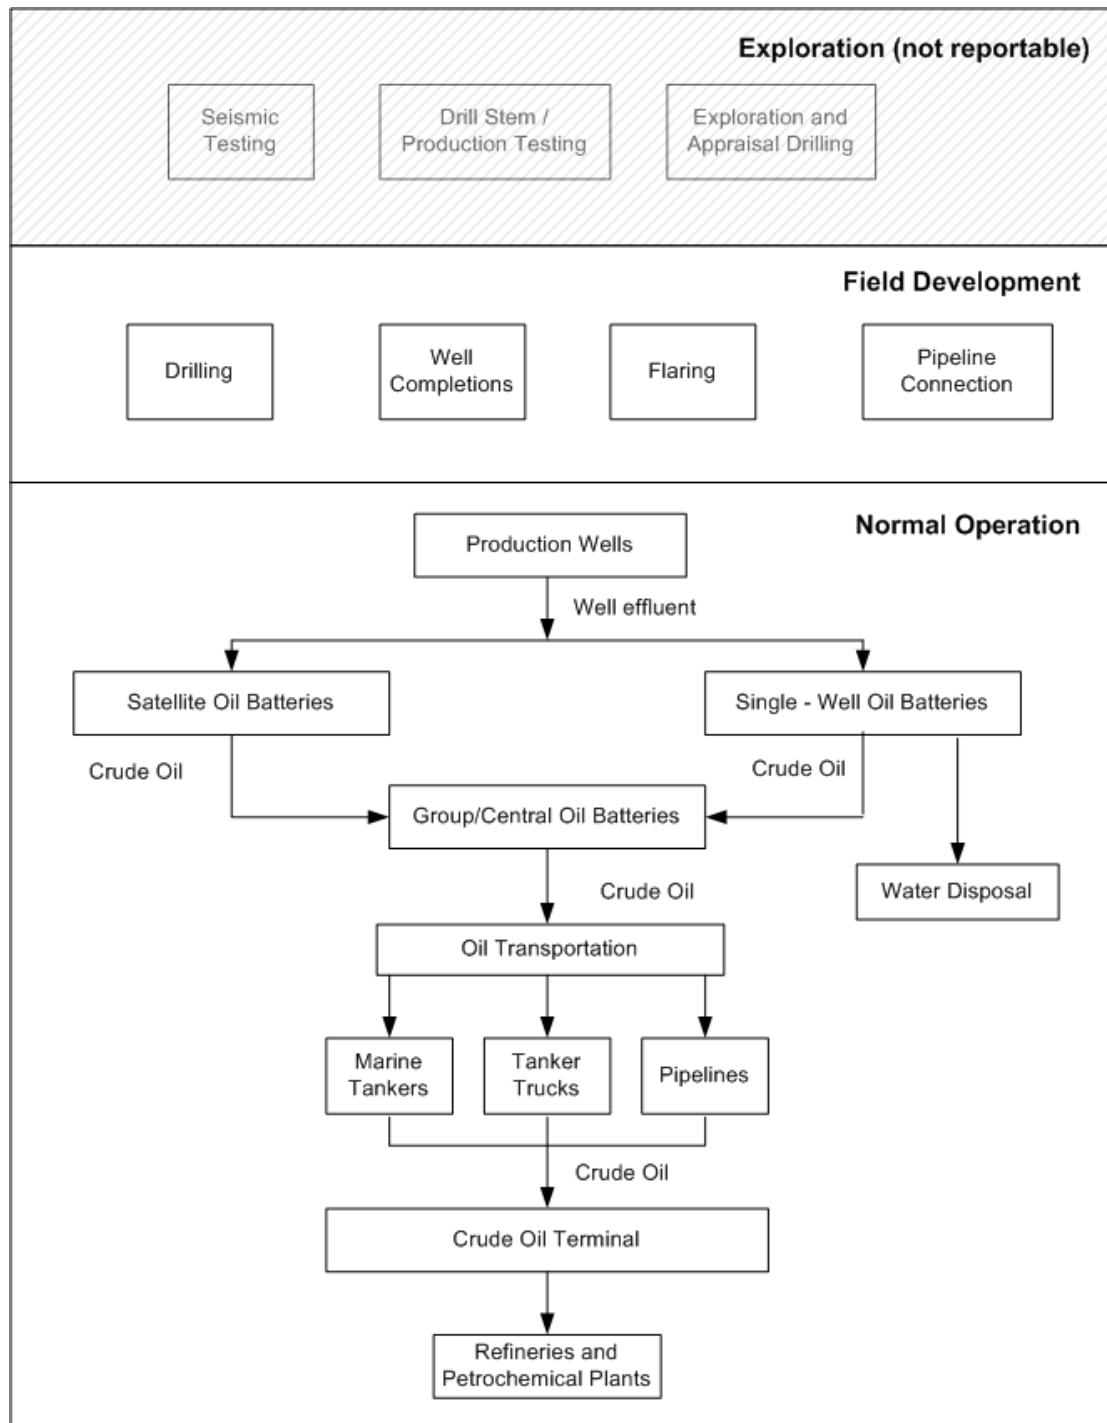 Exploration (not reportable)
Seismic
Testing
Drill Stem /
Production Testing
Exploration and
Appraisal Drilling
Field Development
Drilling
Well
Completions
Flaring
Pipeline
Connection
Normal Operation
Production Wells
Well effluent
Satellite Oil Batteries
Single - Well Oil Batteries
Crude Oil
Crude Oil
Group/Central Oil Batteries
Crude Oil
Water Disposal
Oil Transportation
Marine
Tankers
Tanker
Trucks
Pipelines
Crude Oil
Crude Oil Terminal
Refineries and
Petrochemical Plants